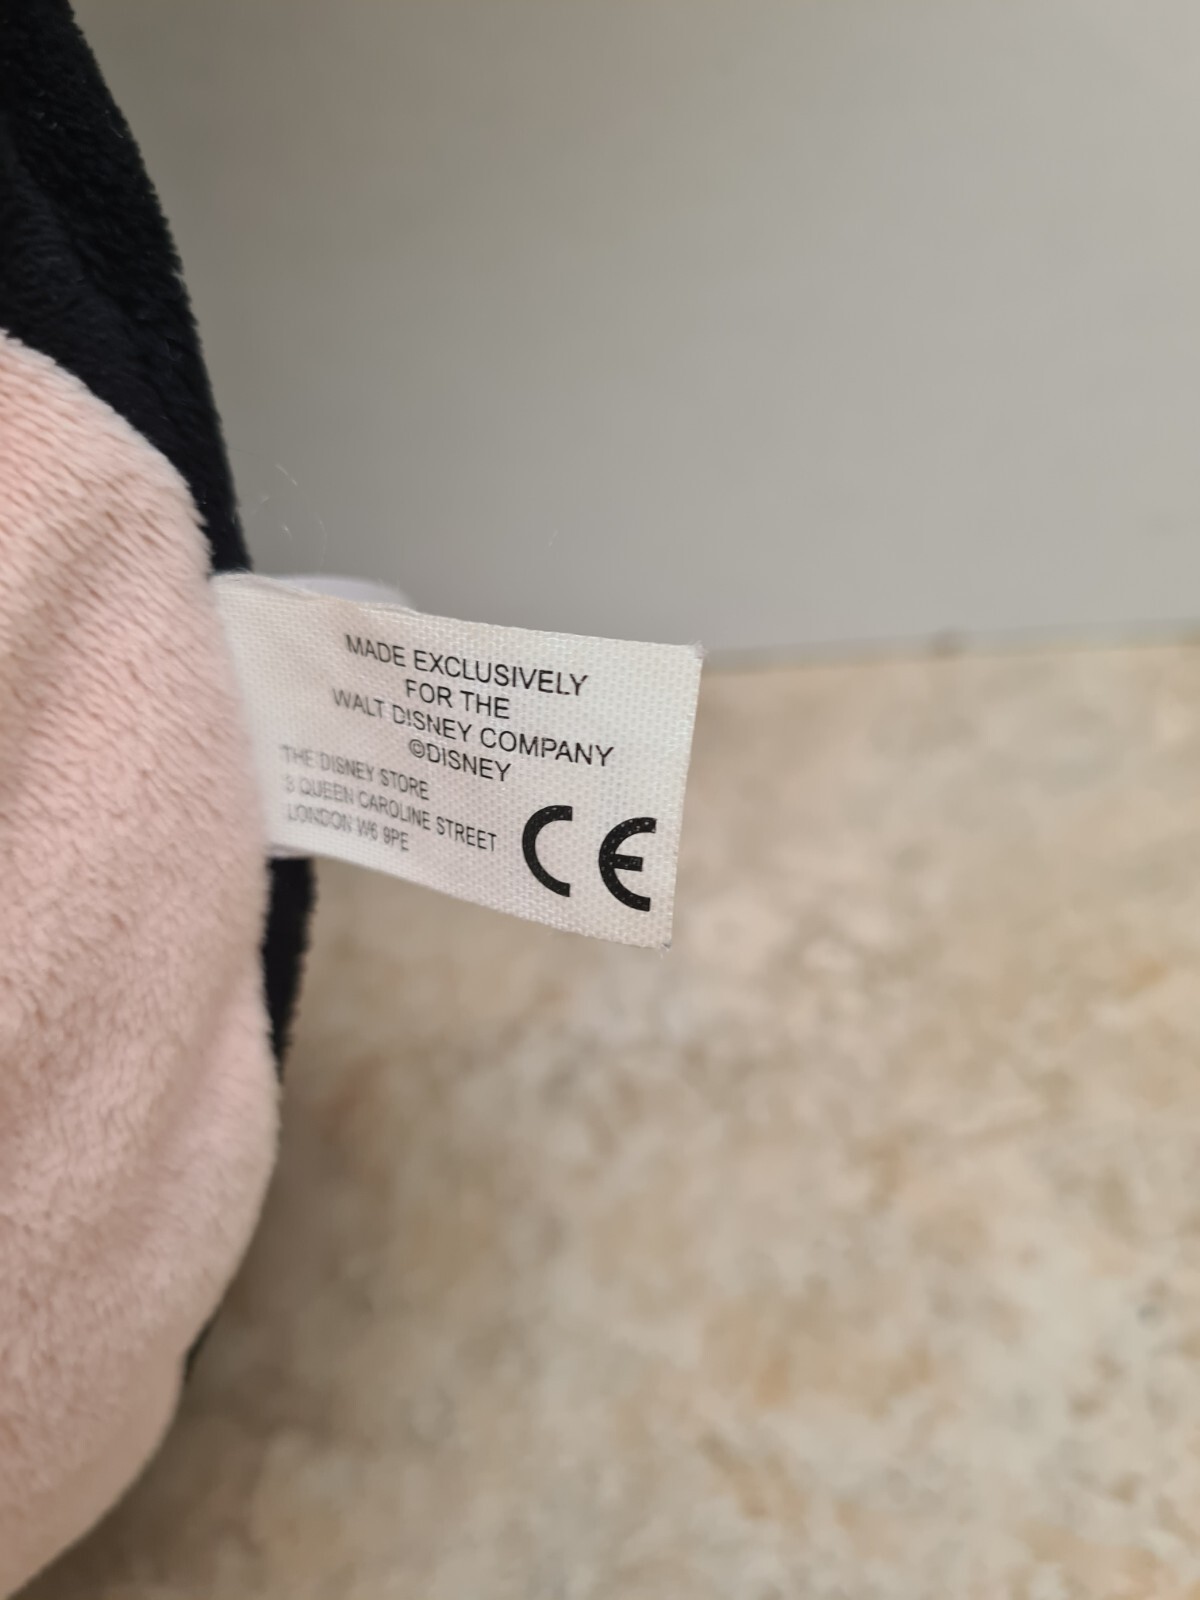 MADE EXCLUSIVELY
FOR THE
WALT DISNEY COMPANY
©DISNEY
THE DISNEY STORE
3 QUEEN CAROLINE STREET
LONDON W6 9PE
CE